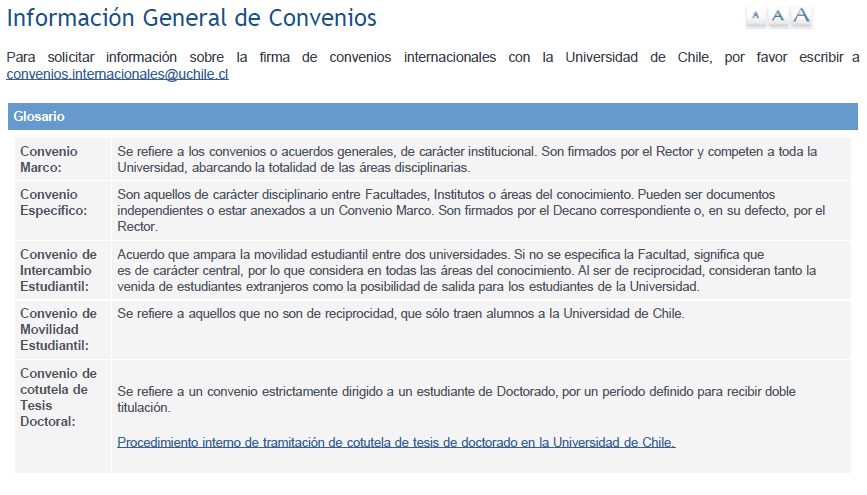 Información General de Convenios
A A A
Para solicitar información sobre la firma de convenios internacionales con la Universidad de Chile, por favor escribir a
convenios.internacionales@uchile.cl
Glosario
Convenio
Marco:
Se refiere a los convenios o acuerdos generales, de carácter institucional. Son firmados por el Rector y competen a toda la
Universidad, abarcando la totalidad de las áreas disciplinarias.
Convenio
Específico:
Son aquellos de carácter disciplinario entre Facultades, Institutos o áreas del conocimiento. Pueden ser documentos
independientes o estar anexados a un Convenio Marco. Son firmados por el Decano correspondiente o, en su defecto, por el
Rector.
Convenio de
Intercambio
Estudiantil:
Acuerdo que ampara la movilidad estudiantil entre dos universidades. Si no se especifica la Facultad, significa que
es de carácter central, por lo que considera en todas las áreas del conocimiento. Al ser de reciprocidad, consideran tanto la
venida de estudiantes extranjeros como la posibilidad de salida para los estudiantes de la Universidad.
Convenio de
Movilidad
Estudiantil:
Se refiere a aquellos que no son de reciprocidad, que sólo traen alumnos a la Universidad de Chile.
Convenio de
cotutela de
Tesis
Doctoral:
Se refiere a un convenio estrictamente dirigido a un estudiante de Doctorado, por un período definido para recibir doble
titulación.
Procedimiento interno de tramitación de cotutela de tesis de doctorado en la Universidad de Chile.